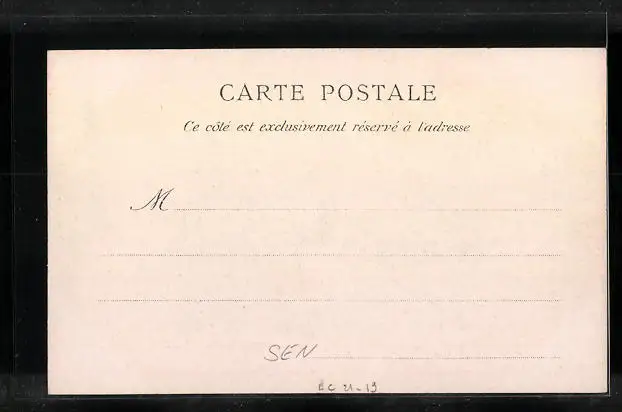 CARTE POSTALE
Ce côté est exclusivement réservé à l'adresse
M
SEN